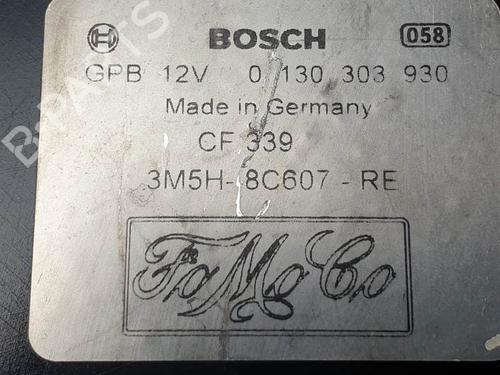 BOSCH 058
GPB 12V 0 130 303 930
Made in Germany
CF 339
3M5H-8C607-RE
FoMoCo